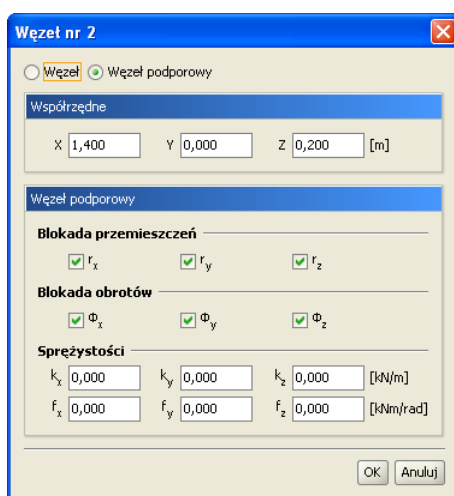 Węzeł nr 2
Węzeł Węzeł podporowy
Współrzędne
X 1,400 Y 0,000 Z 0,200 [m]
Węzeł podporowy
Blokada przemieszczeń
rx ry rz
Blokada obrotów
Φx Φy Φz
Sprężystości
kx 0,000 ky 0,000 kz 0,000 [kN/m]
fx 0,000 fy 0,000 fz 0,000 [kNm/rad]
OK Anuluj